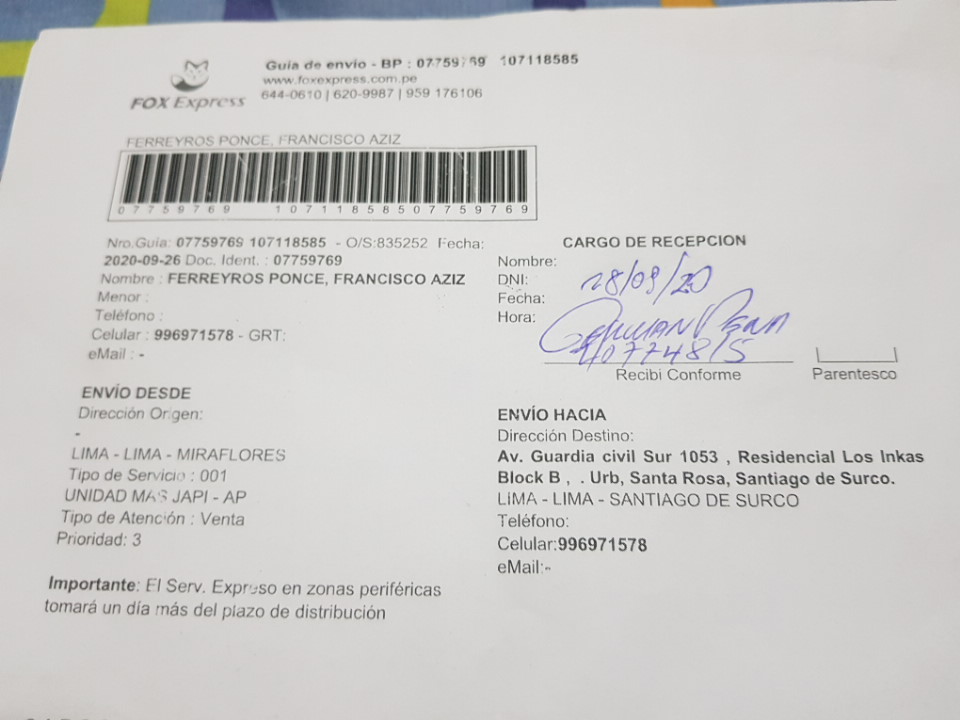 FOX Express
Guia de envío - BP : 07759769 107118585
www.foxexpress.com.pe
644-0610 | 620-9987 | 959 176106
FERREYROS PONCE, FRANCISCO AZIZ
07759769 10711858507759769
Nro.Guia: 07759769 107118585 - O/S:835252 Fecha:
2020-09-26 Doc. Ident. : 07759769
Nombre : FERREYROS PONCE, FRANCISCO AZIZ
Menor :
Teléfono :
Celular : 996971578 - GRT:
eMail : -
ENVÍO DESDE
Dirección Origen:
-
LIMA - LIMA - MIRAFLORES
Tipo de Servicio : 001
UNIDAD MAS JAPI - AP
Tipo de Atención : Venta
Prioridad: 3
Importante: El Serv. Expreso en zonas periféricas
tomará un día más del plazo de distribución
CARGO DE RECEPCION
Nombre:
DNI:
Fecha: 28/09/20
Hora:
Recibi Conforme
Parentesco
ENVÍO HACIA
Dirección Destino:
Av. Guardia civil Sur 1053 , Residencial Los Inkas
Block B , . Urb, Santa Rosa, Santiago de Surco.
LIMA - LIMA - SANTIAGO DE SURCO
Teléfono:
Celular:996971578
eMail:-